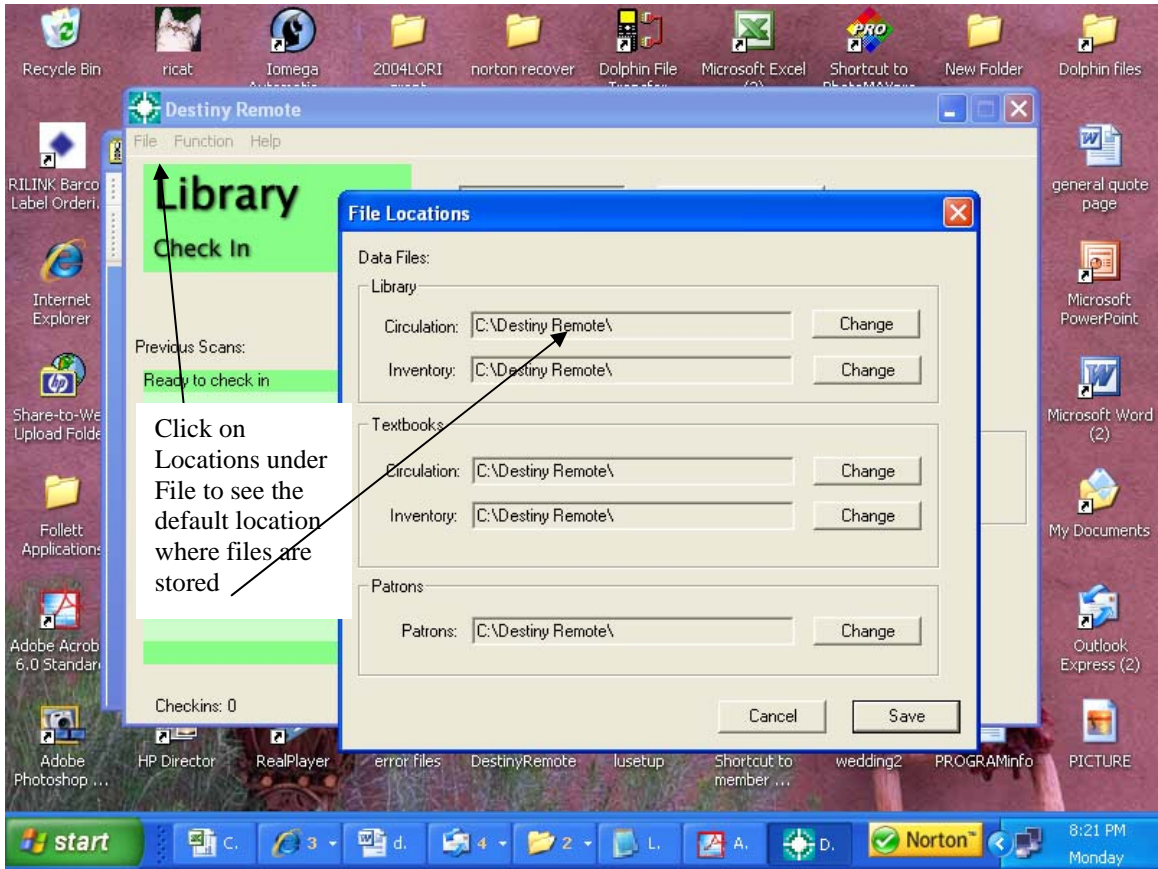 Recycle Bin
ricat
Iomega
2004LORI
norton recover
Dolphin File
Microsoft Excel
Shortcut to
New Folder
Dolphin files
PRO
Destiny Remote
File Function Help
RILINK Barco
Label Orderi.
general quote
page
Library
Check In
Internet
Explorer
Microsoft
PowerPoint
Previous Scans:
Ready to check in
Share-to-We
Upload Folde
Microsoft Word
(2)
Click on
Locations under
File to see the
default location
where files are
stored
File Locations
Data Files:
Library
Circulation: C:\Destiny Remote\ Change
Inventory: C:\Destiny Remote\ Change
Textbooks
Circulation: C:\Destiny Remote\ Change
Inventory: C:\Destiny Remote\ Change
Patrons
Patrons: C:\Destiny Remote\ Change
Cancel Save
Follett
Applications
My Documents
Adobe Acrob
6.0 Standar
Outlook
Express (2)
Checkins: 0
Adobe
Photoshop ...
HP Director
RealPlayer
error files
DestinyRemote
lusetup
Shortcut to
member ...
wedding2
PROGRAMinfo
PICTURE
start
C.
3
d.
4
2
L.
A.
D.
Norton™
8:21 PM
Monday